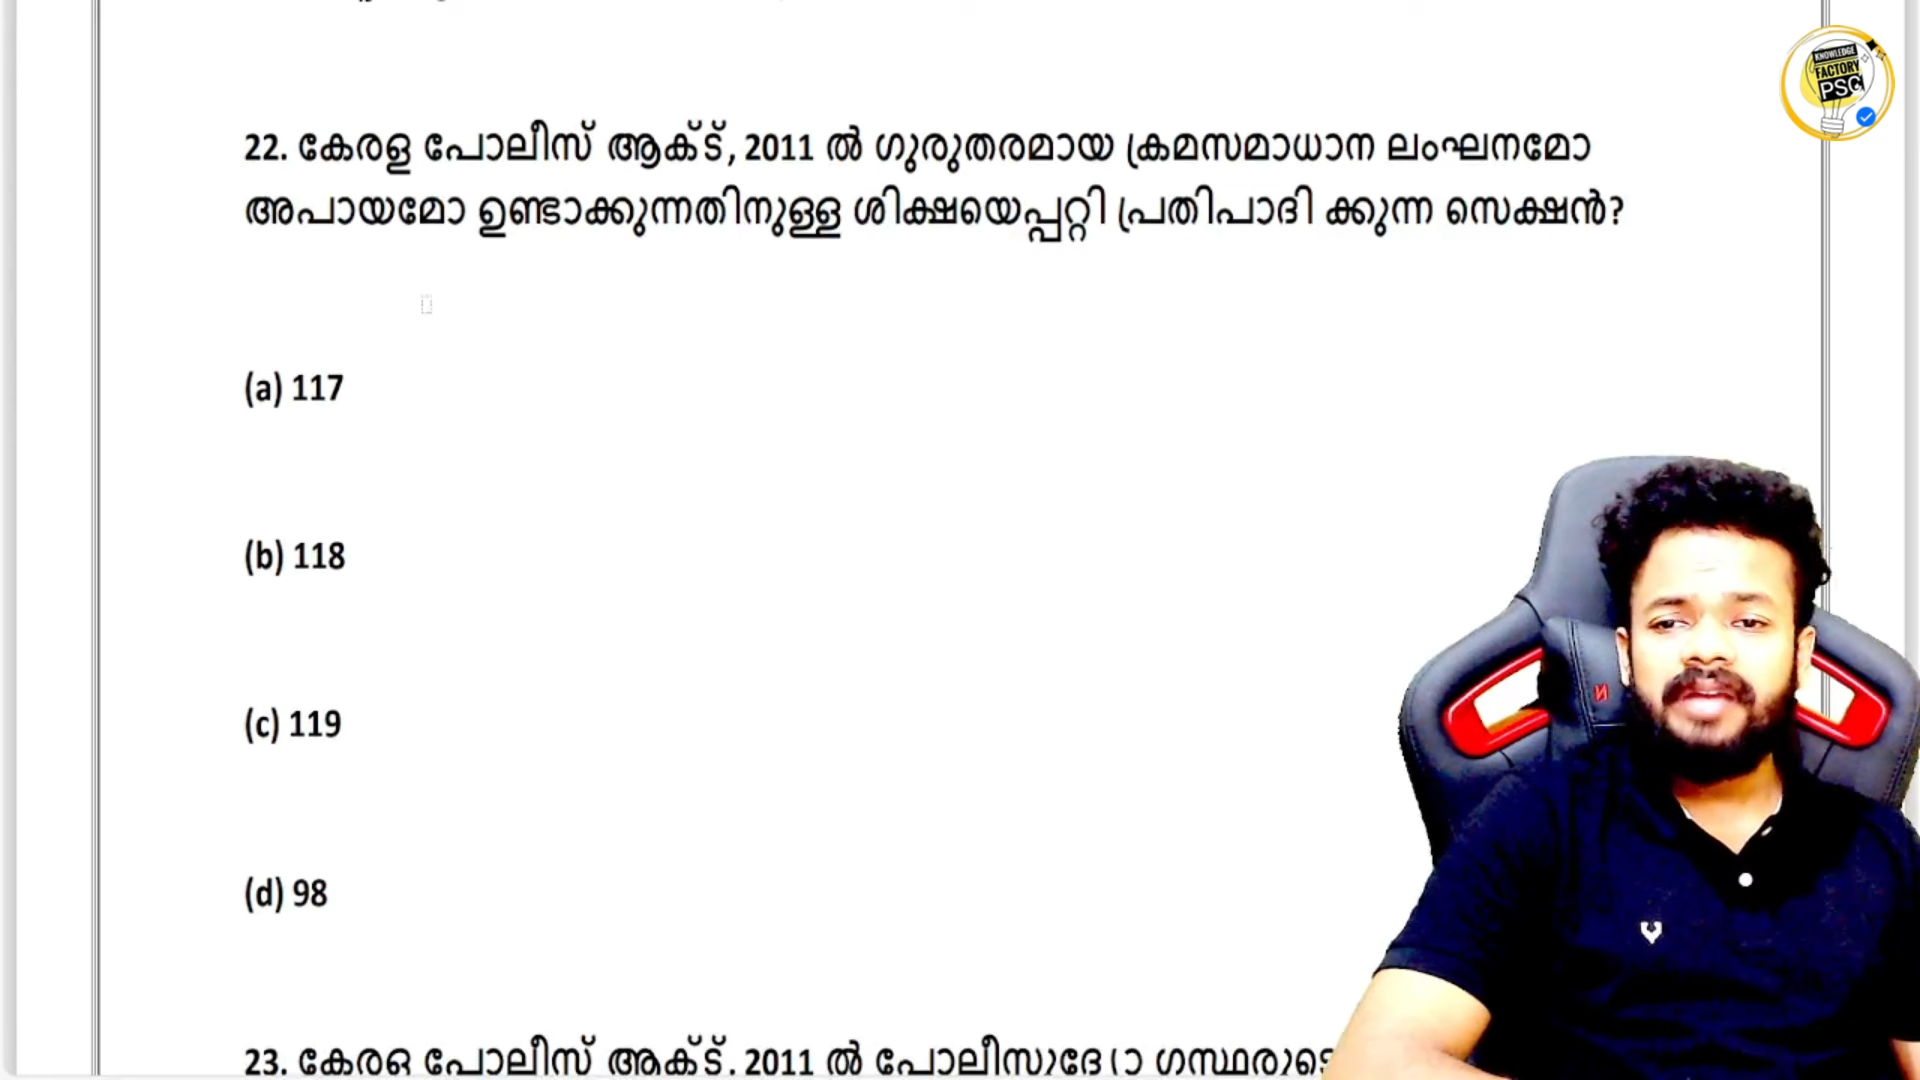 KNOWLEDGE
FACTORY
PSC
22. കേരള പോലീസ് ആക്ട്, 2011 ൽ ഗുരുതരമായ ക്രമസമാധാന ലംഘനമോ
അപായമോ ഉണ്ടാക്കുന്നതിനുള്ള ശിക്ഷയെപ്പറ്റി പ്രതിപാദി ക്കുന്ന സെക്ഷൻ?
(a) 117
(b) 118
(c) 119
(d) 98
23. കേരള പോലീസ് ആക്ട്, 2011 ൽ